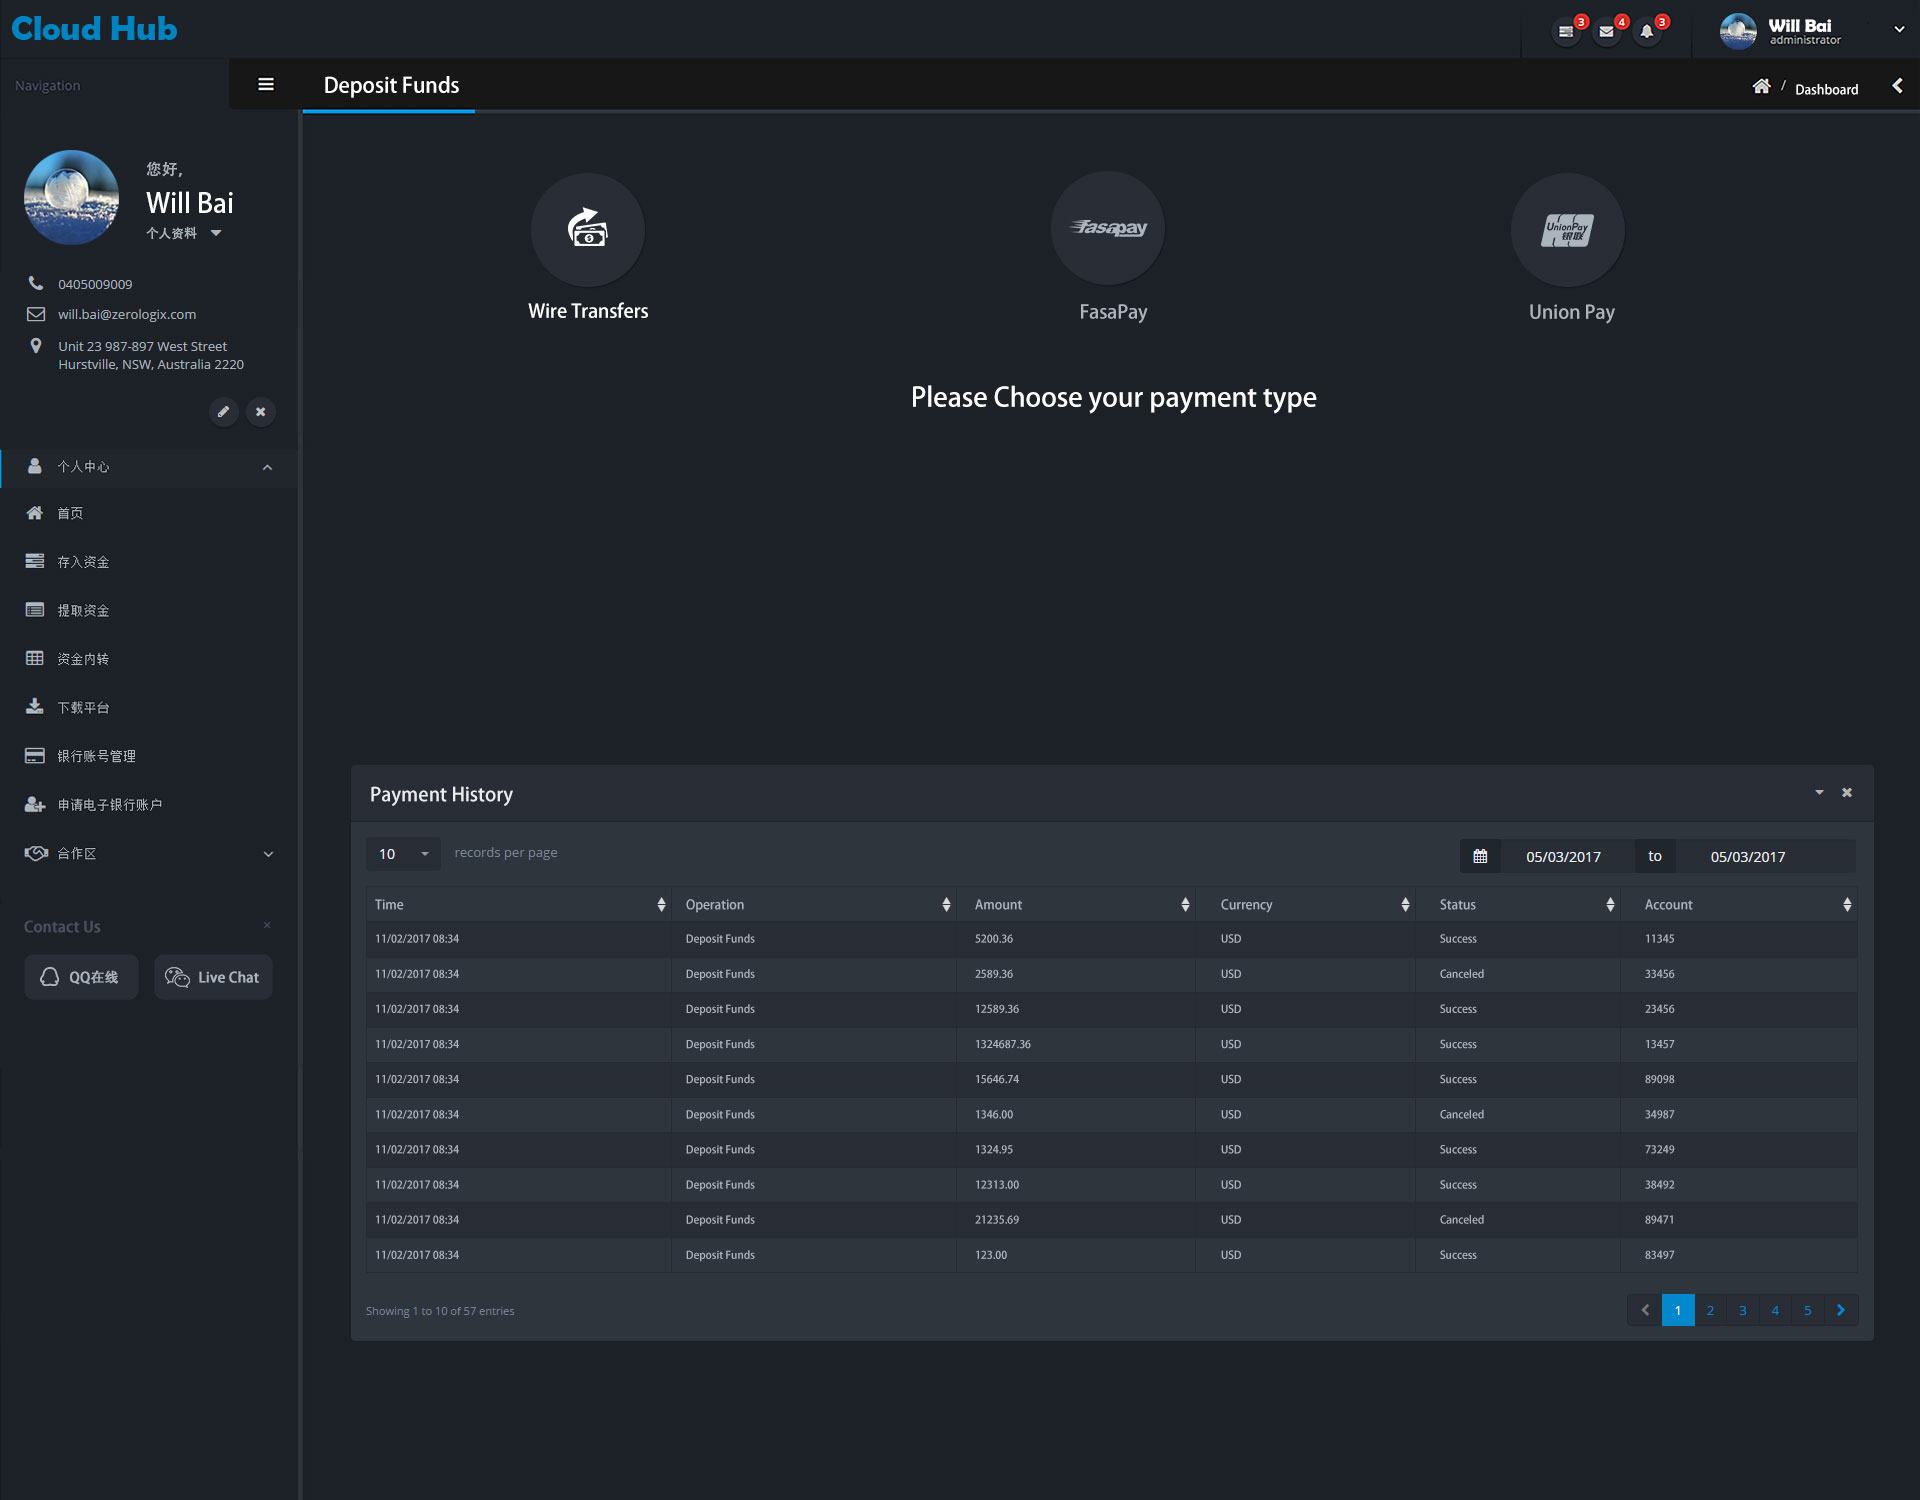 Cloud Hub
3
4
3
Will Bai
administrator
Navigation
Deposit Funds
/ Dashboard
您好,
Will Bai
个人资料
0405009009
will.bai@zerologix.com
Unit 23 987-897 West Street
Hurstville, NSW, Australia 2220
个人中心
首页
存入资金
提取资金
资金内转
下载平台
银行账号管理
申请电子银行账户
合作区
Contact Us
QQ在线
Live Chat
fasapay
UnionPay
银联
Wire Transfers
FasaPay
Union Pay
Please Choose your payment type
Payment History
10 records per page
05/03/2017 to 05/03/2017
Time Operation Amount Currency Status Account
11/02/2017 08:34 Deposit Funds 5200.36 USD Success 11345
11/02/2017 08:34 Deposit Funds 2589.36 USD Canceled 33456
11/02/2017 08:34 Deposit Funds 12589.36 USD Success 23456
11/02/2017 08:34 Deposit Funds 1324687.36 USD Success 13457
11/02/2017 08:34 Deposit Funds 15646.74 USD Success 89098
11/02/2017 08:34 Deposit Funds 1346.00 USD Canceled 34987
11/02/2017 08:34 Deposit Funds 1324.95 USD Success 73249
11/02/2017 08:34 Deposit Funds 12313.00 USD Success 38492
11/02/2017 08:34 Deposit Funds 21235.69 USD Canceled 89471
11/02/2017 08:34 Deposit Funds 123.00 USD Success 83497
Showing 1 to 10 of 57 entries
1 2 3 4 5